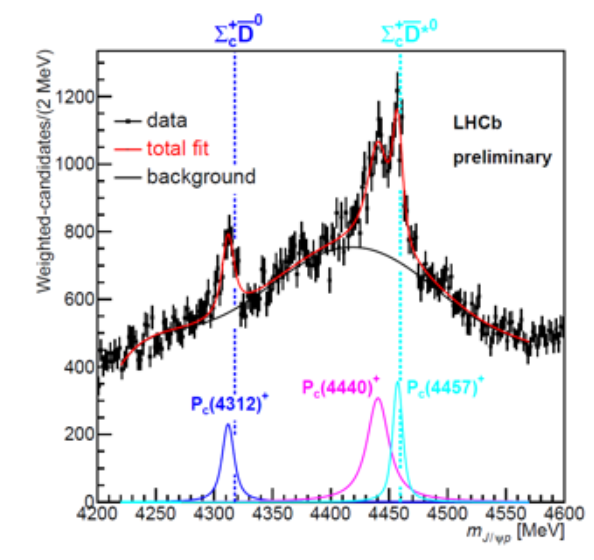 Σc+D̅0 Σc+D̅*0
Weighted-candidates/(2 MeV)
1200
1000
800
600
400
200
0
data
total fit
background
LHCb
preliminary
Pc(4312)+
Pc(4440)+
Pc(4457)+
4200 4250 4300 4350 4400 4450 4500 4550 4600
mJ/ψp [MeV]